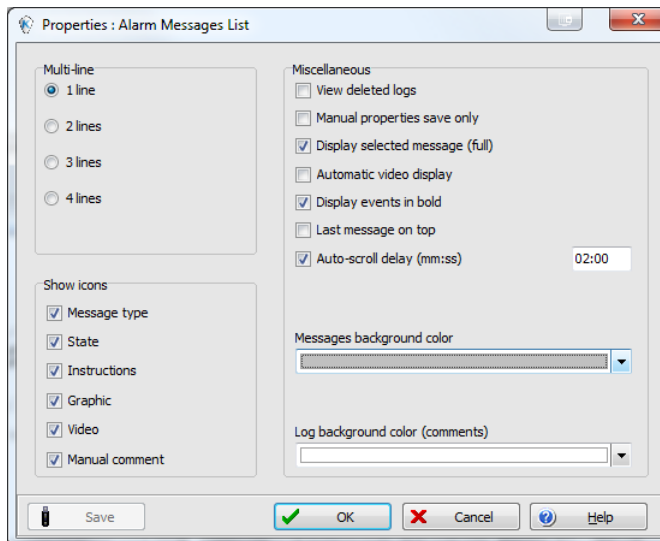 Properties : Alarm Messages List
Multi-line
1 line
2 lines
3 lines
4 lines
Show icons
Message type
State
Instructions
Graphic
Video
Manual comment
Miscellaneous
View deleted logs
Manual properties save only
Display selected message (full)
Automatic video display
Display events in bold
Last message on top
Auto-scroll delay (mm:ss) 02:00
Messages background color
Log background color (comments)
Save OK Cancel Help